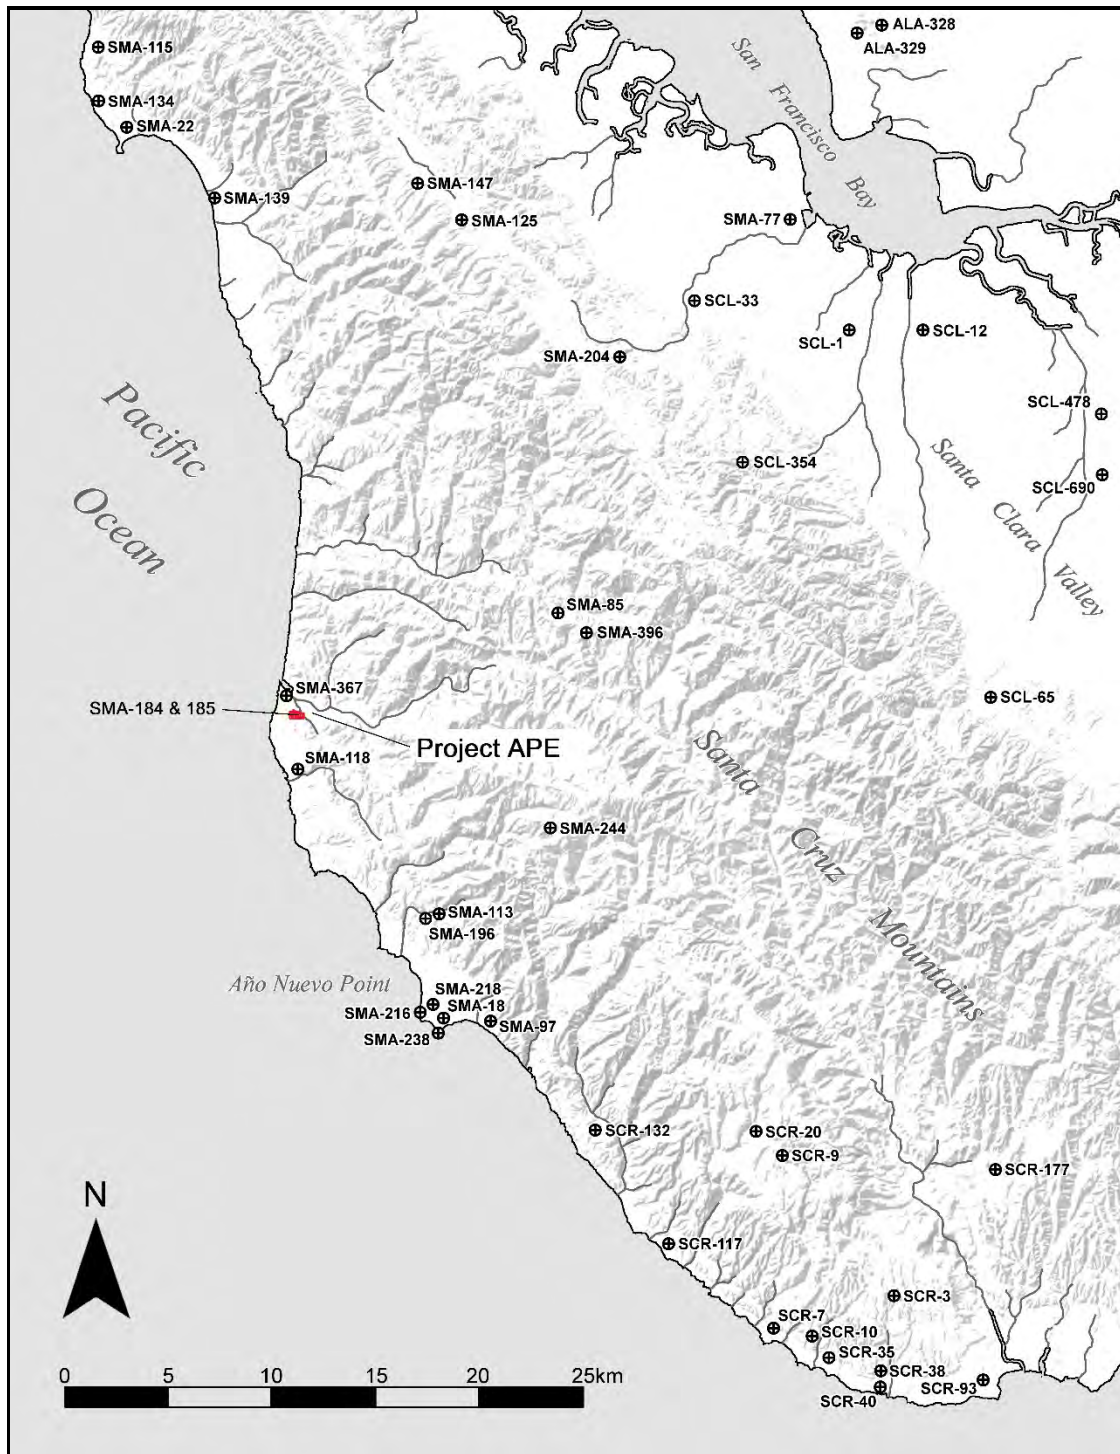 SMA-115
ALA-328
ALA-329
San Francisco Bay
SMA-134
SMA-22
SMA-147
SMA-139
SMA-125
SMA-77
SCL-33
SCL-1
SCL-12
SMA-204
Pacific
Ocean
SCL-478
SCL-354
SCL-690
Santa Clara Valley
SMA-85
SMA-396
SMA-367
SMA-184 & 185
SCL-65
Project APE
SMA-118
Santa
Cruz
Mountains
SMA-244
SMA-113
SMA-196
Año Nuevo Point
SMA-218
SMA-18
SMA-216
SMA-97
SMA-238
SCR-132
SCR-20
SCR-9
SCR-177
N
SCR-117
SCR-3
SCR-7
SCR-10
SCR-35
SCR-38
SCR-93
SCR-40
0 5 10 15 20 25km